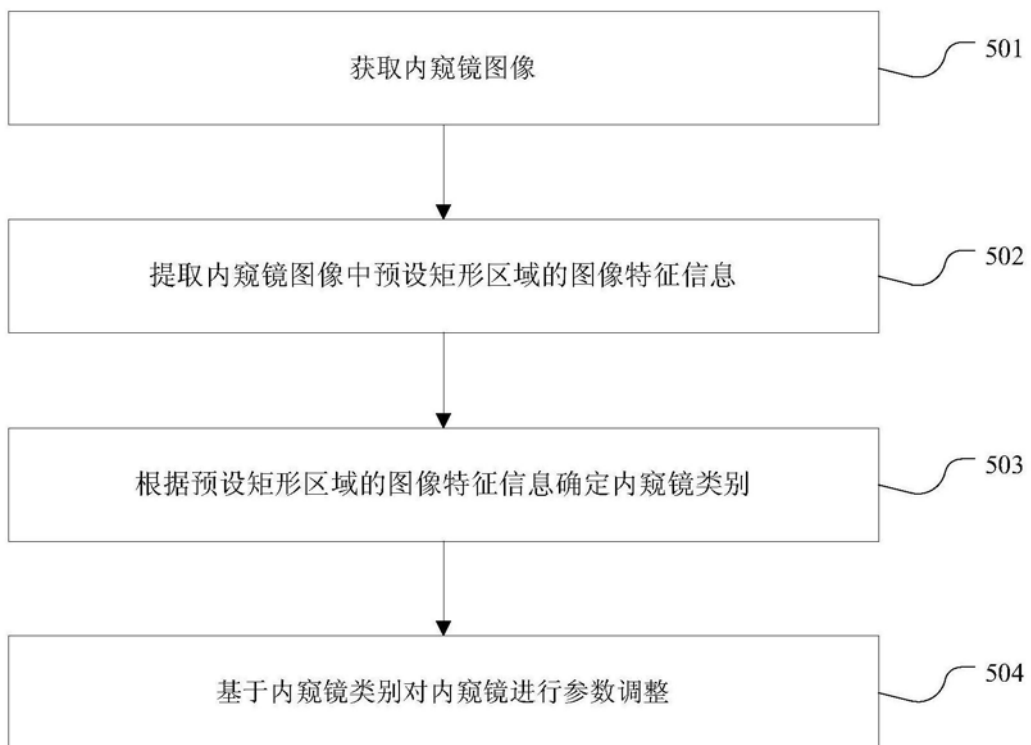 获取内窥镜图像
501
提取内窥镜图像中预设矩形区域的图像特征信息
502
根据预设矩形区域的图像特征信息确定内窥镜类别
503
基于内窥镜类别对内窥镜进行参数调整
504